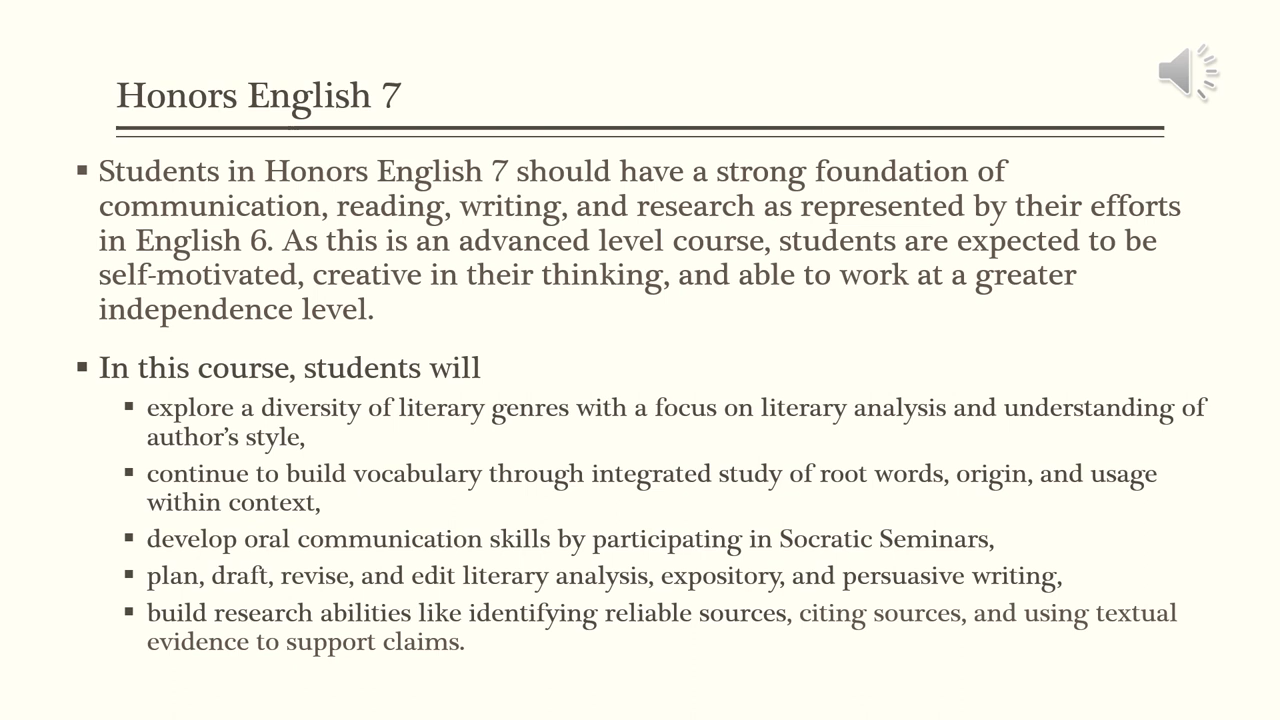 Honors English 7
▪ Students in Honors English 7 should have a strong foundation of
communication, reading, writing, and research as represented by their efforts
in English 6. As this is an advanced level course, students are expected to be
self-motivated, creative in their thinking, and able to work at a greater
independence level.
▪ In this course, students will
▪ explore a diversity of literary genres with a focus on literary analysis and understanding of
author’s style,
▪ continue to build vocabulary through integrated study of root words, origin, and usage
within context,
▪ develop oral communication skills by participating in Socratic Seminars,
▪ plan, draft, revise, and edit literary analysis, expository, and persuasive writing,
▪ build research abilities like identifying reliable sources, citing sources, and using textual
evidence to support claims.